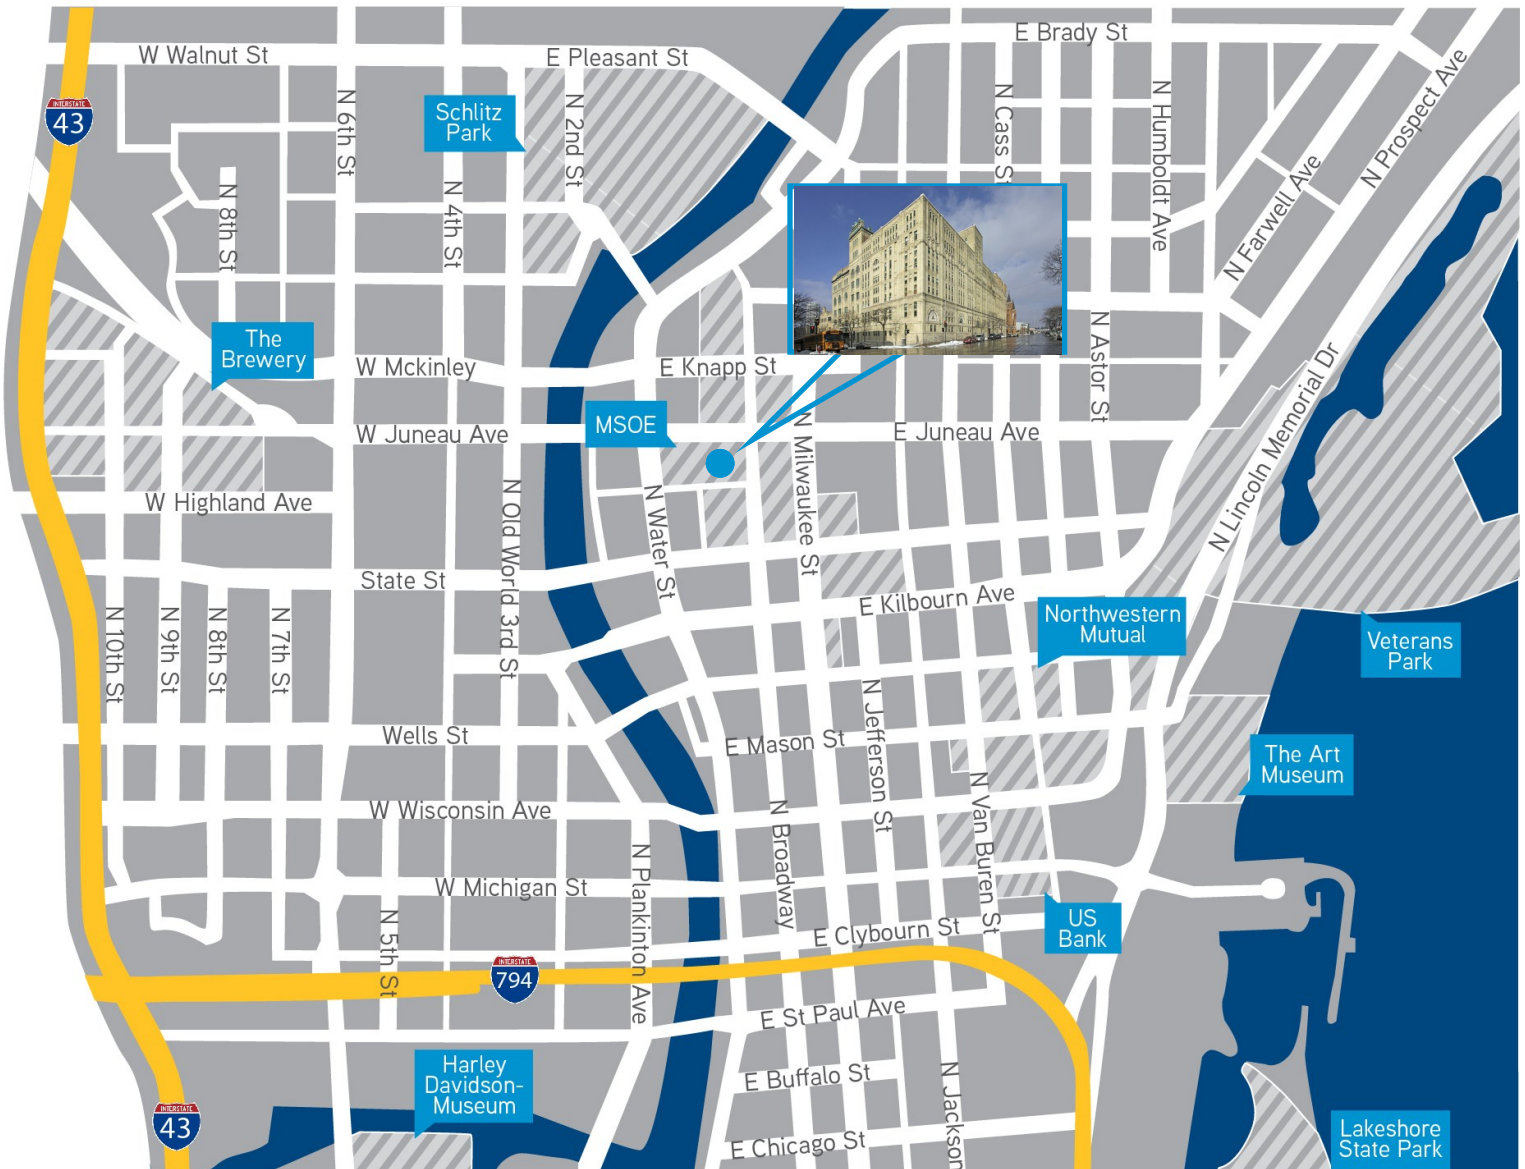 E Brady St
W Walnut St
E Pleasant St
INTERSTATE
43
Schlitz
Park
N 6th St
N 2nd St
N Cass St
N Humboldt Ave
N Prospect Ave
N 8th St
N 4th St
N Farwell Ave
The
Brewery
W Mckinley
E Knapp St
N Astor St
N Lincoln Memorial Dr
MSOE
W Juneau Ave
E Juneau Ave
N Milwaukee St
W Highland Ave
N Old World 3rd St
N Water St
State St
E Kilbourn Ave
Northwestern
Mutual
Veterans
Park
N 10th St
N 9th St
N 8th St
N 7th St
N Jefferson St
Wells St
E Mason St
The Art
Museum
N Van Buren St
W Wisconsin Ave
N Broadway
N Plankinton Ave
W Michigan St
N 5th St
US
Bank
E Clybourn St
INTERSTATE
794
E St Paul Ave
Harley
Davidson-
Museum
E Buffalo St
N Jackson
INTERSTATE
43
E Chicago St
Lakeshore
State Park